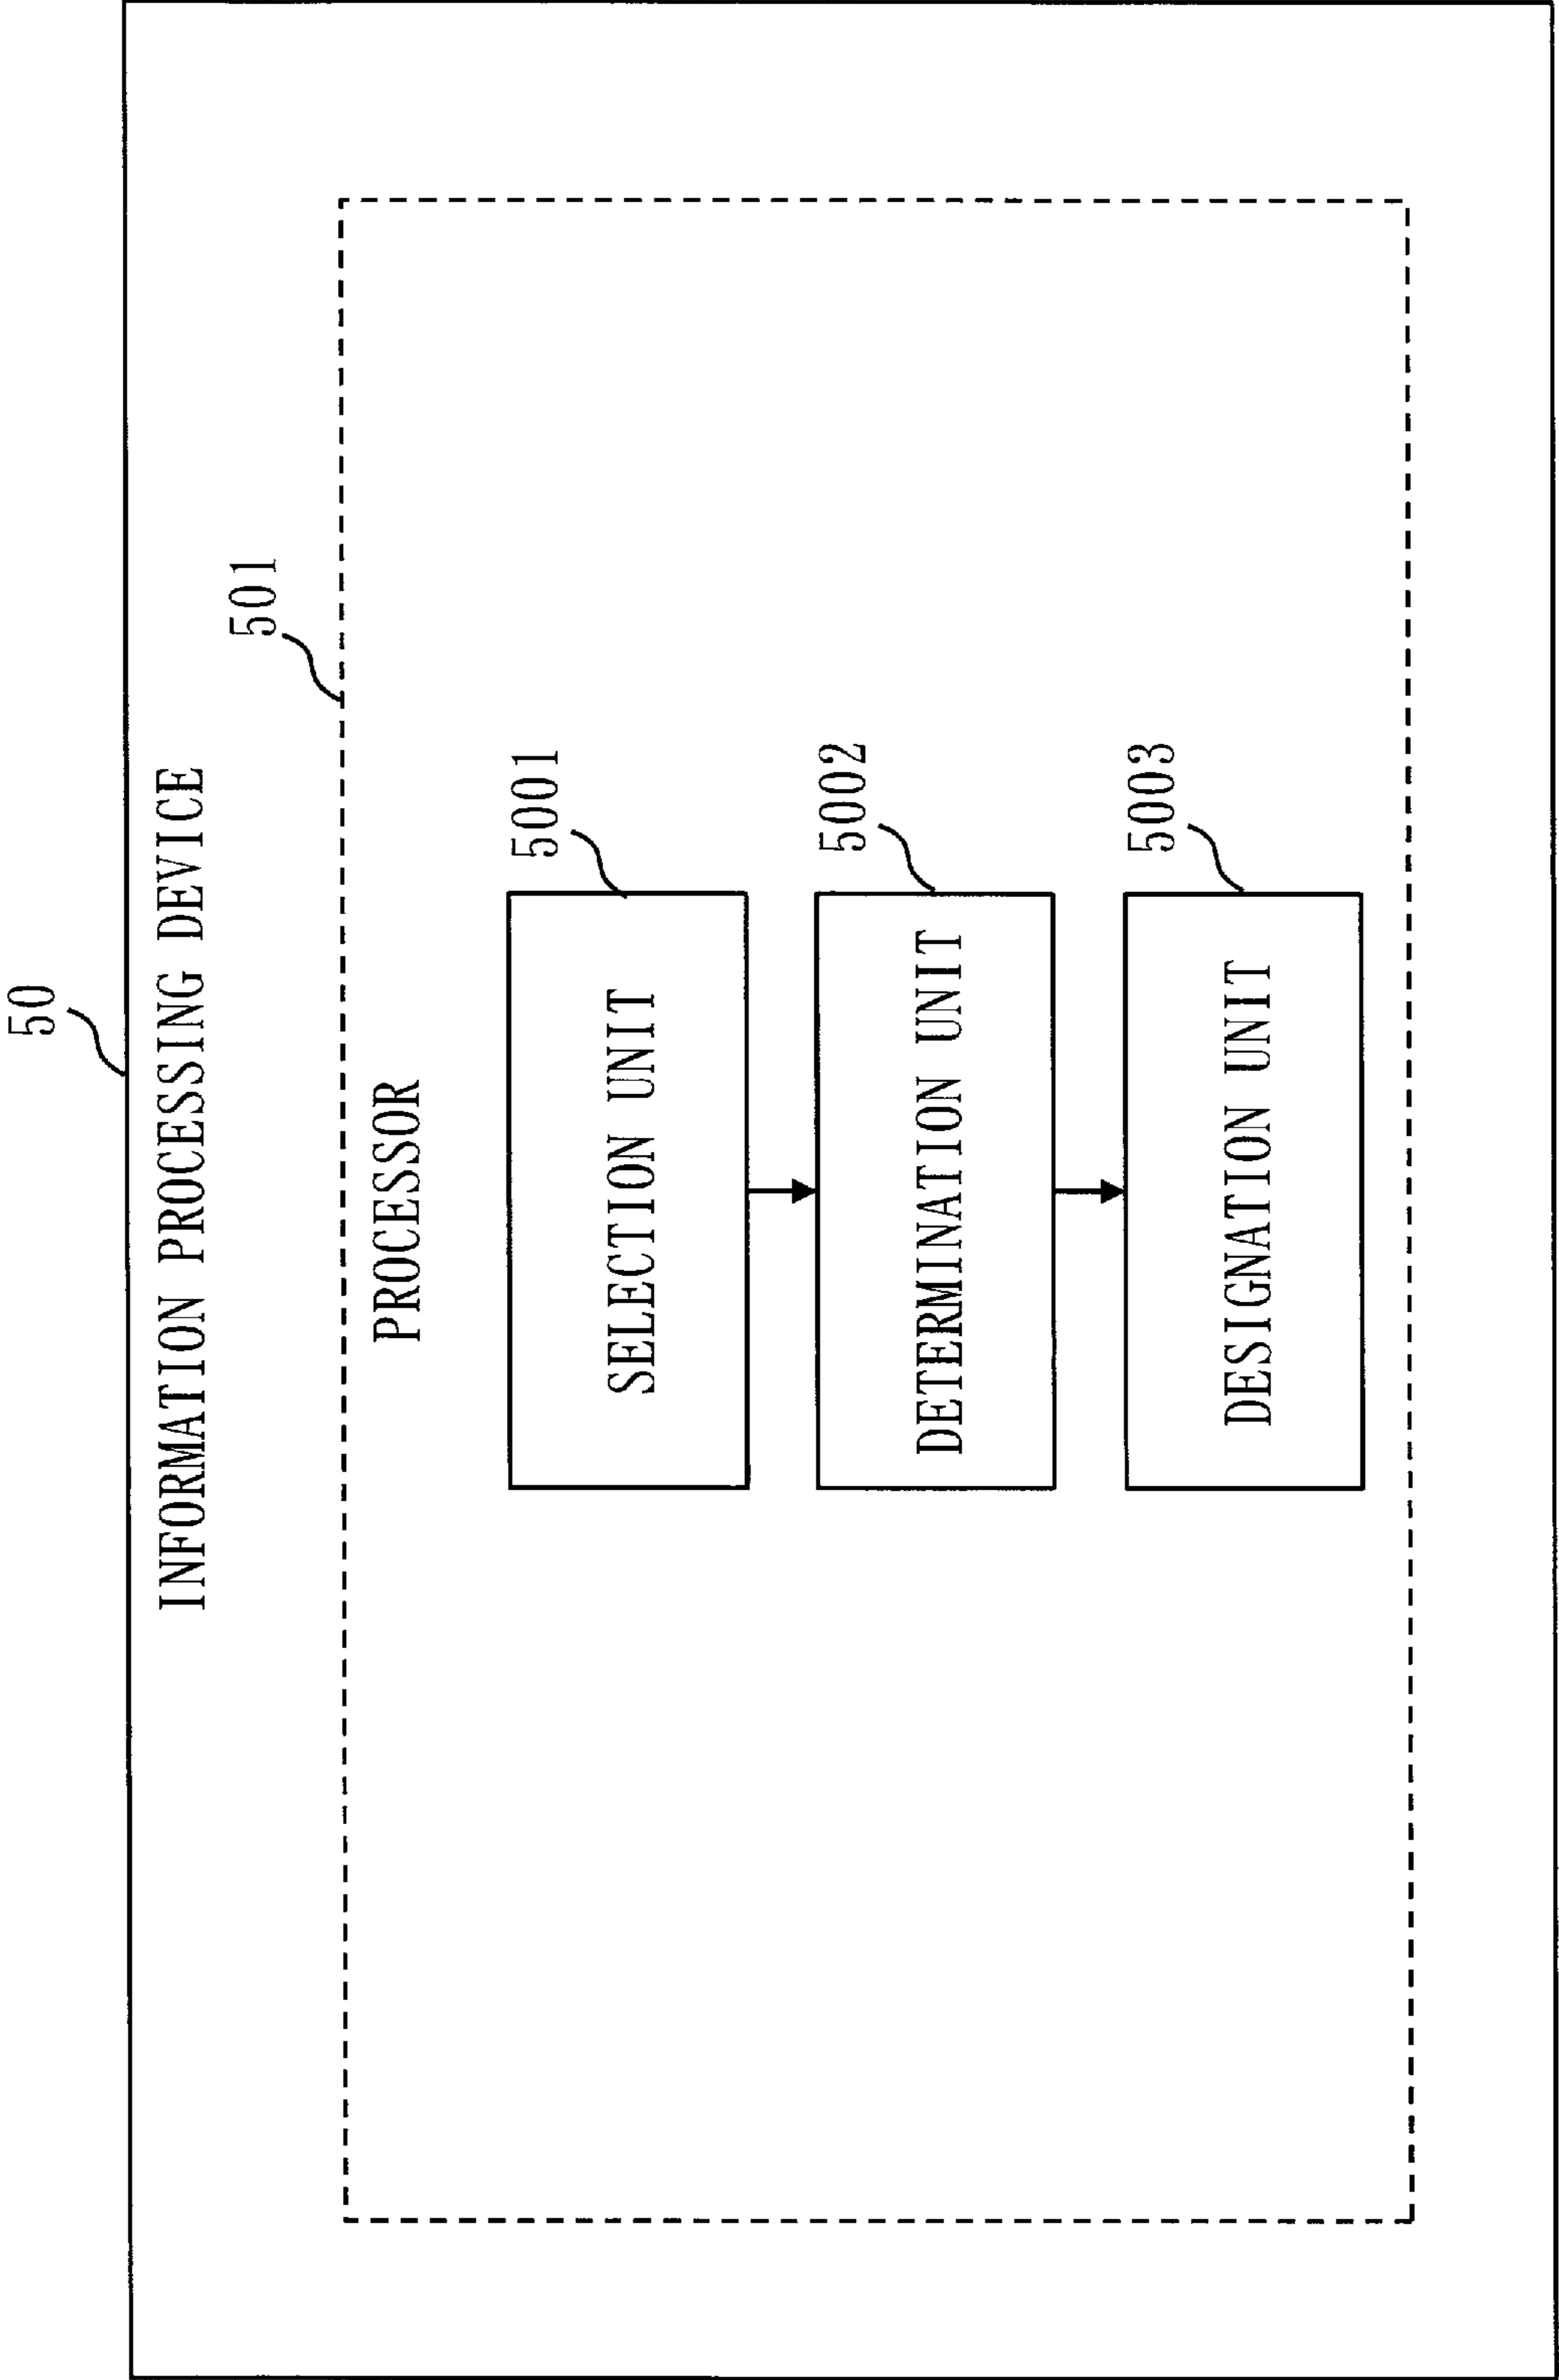 50
INFORMATION PROCESSING DEVICE
501
PROCESSOR
5001
SELECTION UNIT
5002
DETERMINATION UNIT
5003
DESIGNATION UNIT